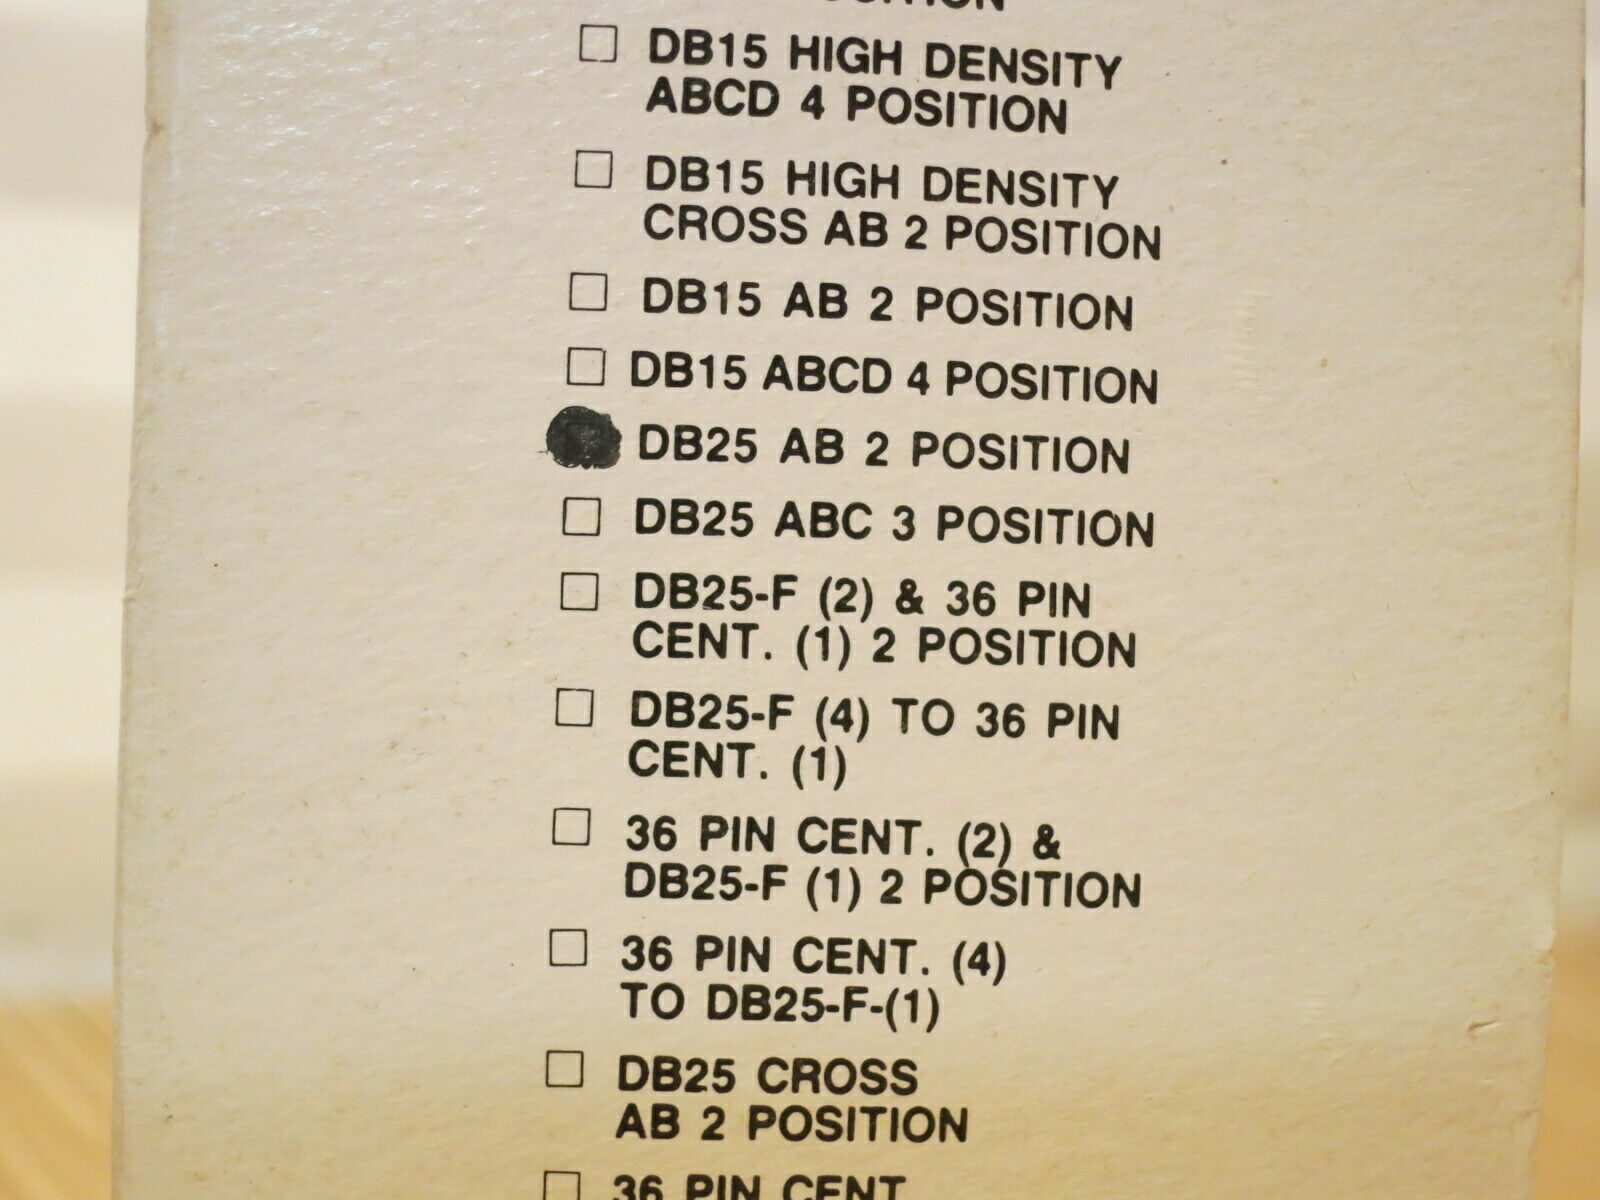 DB15 HIGH DENSITY
ABCD 4 POSITION
DB15 HIGH DENSITY
CROSS AB 2 POSITION
DB15 AB 2 POSITION
DB15 ABCD 4 POSITION
DB25 AB 2 POSITION
DB25 ABC 3 POSITION
DB25-F (2) & 36 PIN
CENT. (1) 2 POSITION
DB25-F (4) TO 36 PIN
CENT. (1)
36 PIN CENT. (2) &
DB25-F (1) 2 POSITION
36 PIN CENT. (4)
TO DB25-F-(1)
DB25 CROSS
AB 2 POSITION
36 PIN CENT